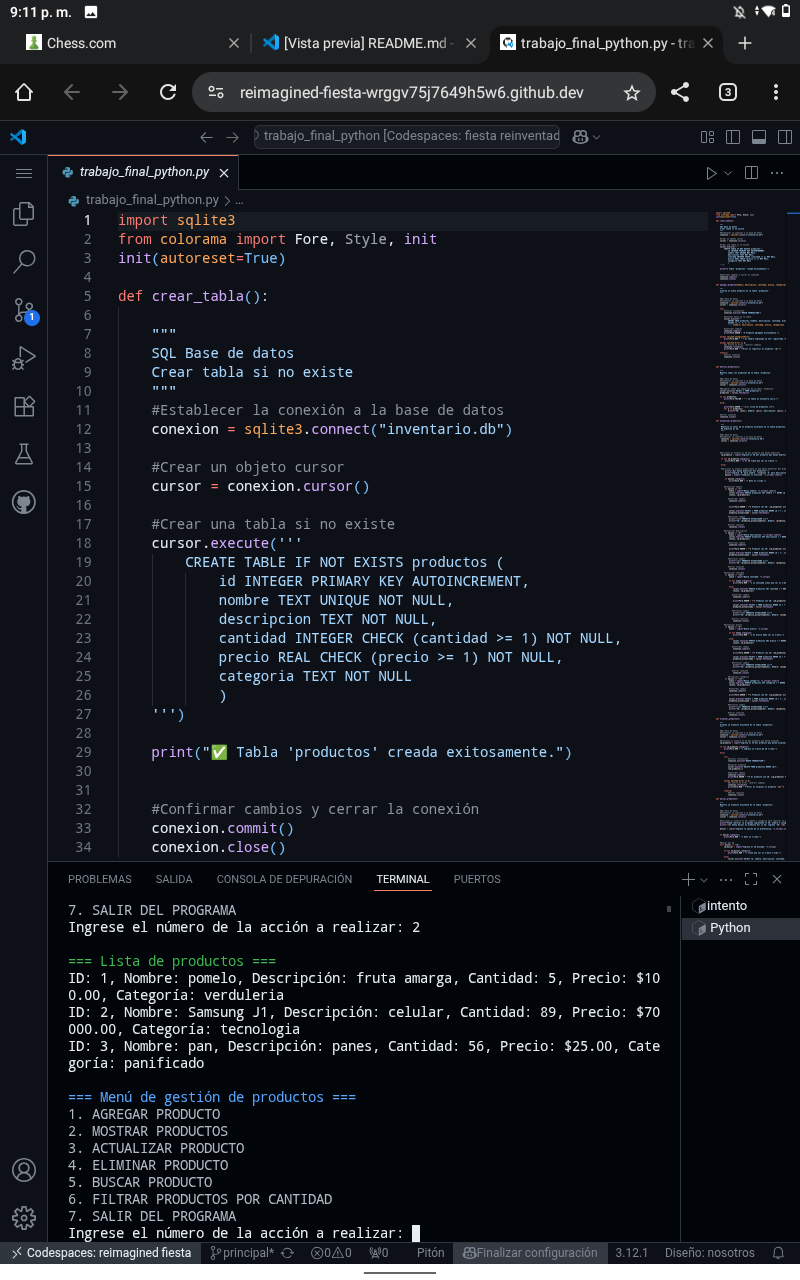 9:11 p. m.
Chess.com
[Vista previa] README.md -
trabajo_final_python.py - tra
reimagined-fiesta-wrggv75j7649h5w6.github.dev
3
trabajo_final_python [Codespaces: fiesta reinventad
trabajo_final_python.py
trabajo_final_python.py > ...
1 import sqlite3
2 from colorama import Fore, Style, init
3 init(autoreset=True)
4
5 def crear_tabla():
6
7 """
8 SQL Base de datos
9 Crear tabla si no existe
10 """
11 #Establecer la conexión a la base de datos
12 conexion = sqlite3.connect("inventario.db")
13
14 #Crear un objeto cursor
15 cursor = conexion.cursor()
16
17 #Crear una tabla si no existe
18 cursor.execute('''
19 CREATE TABLE IF NOT EXISTS productos (
20 id INTEGER PRIMARY KEY AUTOINCREMENT,
21 nombre TEXT UNIQUE NOT NULL,
22 descripcion TEXT NOT NULL,
23 cantidad INTEGER CHECK (cantidad >= 1) NOT NULL,
24 precio REAL CHECK (precio >= 1) NOT NULL,
25 categoria TEXT NOT NULL
26 )
27 ''')
28
29 print("✅ Tabla 'productos' creada exitosamente.")
30
31
32 #Confirmar cambios y cerrar la conexión
33 conexion.commit()
34 conexion.close()
1
PROBLEMAS SALIDA CONSOLA DE DEPURACIÓN TERMINAL PUERTOS
intento
Python
7. SALIR DEL PROGRAMA
Ingrese el número de la acción a realizar: 2
=== Lista de productos ===
ID: 1, Nombre: pomelo, Descripción: fruta amarga, Cantidad: 5, Precio: $10
0.00, Categoría: verduleria
ID: 2, Nombre: Samsung J1, Descripción: celular, Cantidad: 89, Precio: $70
000.00, Categoría: tecnologia
ID: 3, Nombre: pan, Descripción: panes, Cantidad: 56, Precio: $25.00, Cate
goría: panificado
=== Menú de gestión de productos ===
1. AGREGAR PRODUCTO
2. MOSTRAR PRODUCTOS
3. ACTUALIZAR PRODUCTO
4. ELIMINAR PRODUCTO
5. BUSCAR PRODUCTO
6. FILTRAR PRODUCTOS POR CANTIDAD
7. SALIR DEL PROGRAMA
Ingrese el número de la acción a realizar:
Codespaces: reimagined fiesta principal* 0 0 0 Pitón Finalizar configuración 3.12.1 Diseño: nosotros